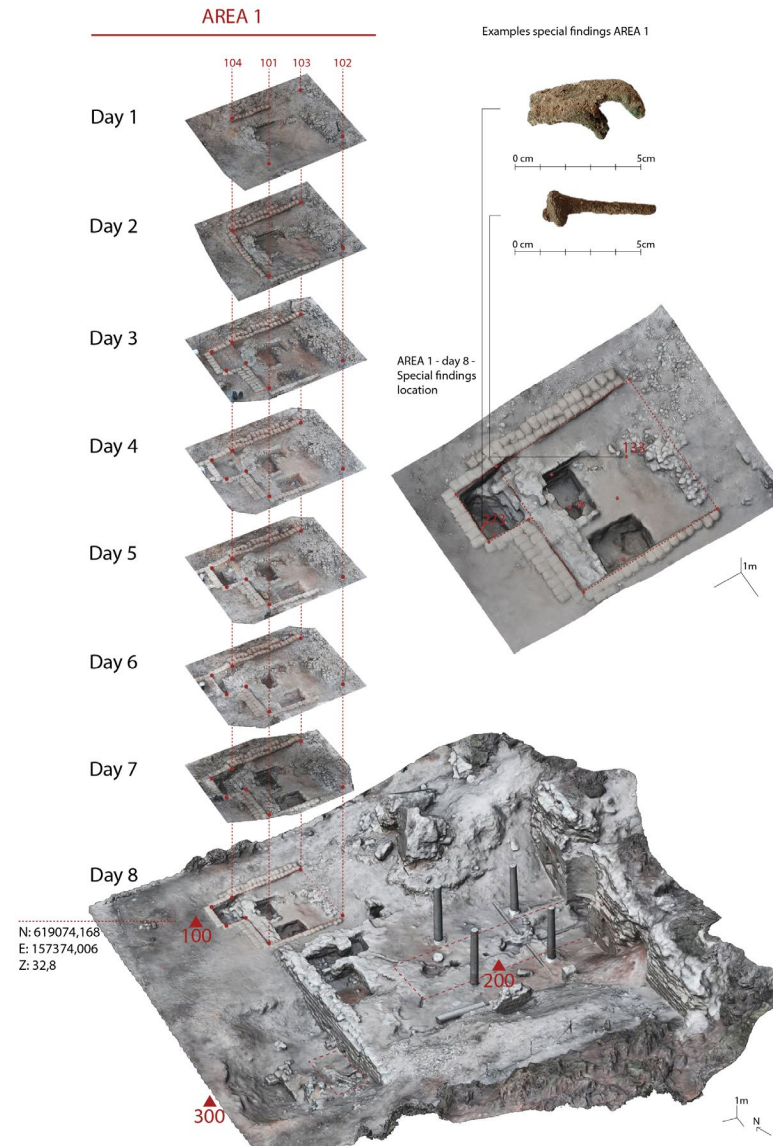 AREA 1
Examples special findings AREA 1
104 101 103 102
Day 1
0 cm 5cm
Day 2
0 cm 5cm
Day 3
AREA 1 - day 8 -
Special findings
location
Day 4
133
Day 5
1m
Day 6
Day 7
Day 8
100
N: 619074,168
E: 157374,006
Z: 32,8
200
300
1m
N